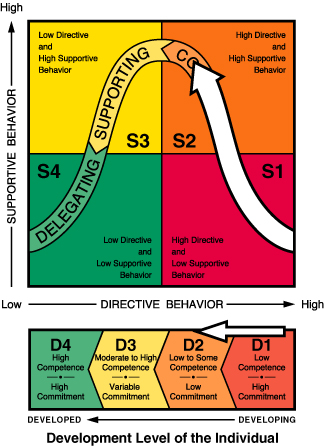 High
SUPPORTIVE BEHAVIOR
Low Directive
and
High Supportive
Behavior
High Directive and
High Supportive
Behavior
SUPPORTING
CO
S3
S2
S4
S1
DELEGATING
Low Directive
and
Low Supportive
Behavior
High Directive
and
Low Supportive
Behavior
Low
DIRECTIVE BEHAVIOR
High
D4
High
Competence
High
Commitment
D3
Moderate to High
Competence
Variable
Commitment
D2
Low to Some
Competence
Low
Commitment
D1
Low
Competence
High
Commitment
DEVELOPED
DEVELOPING
Development Level of the Individual